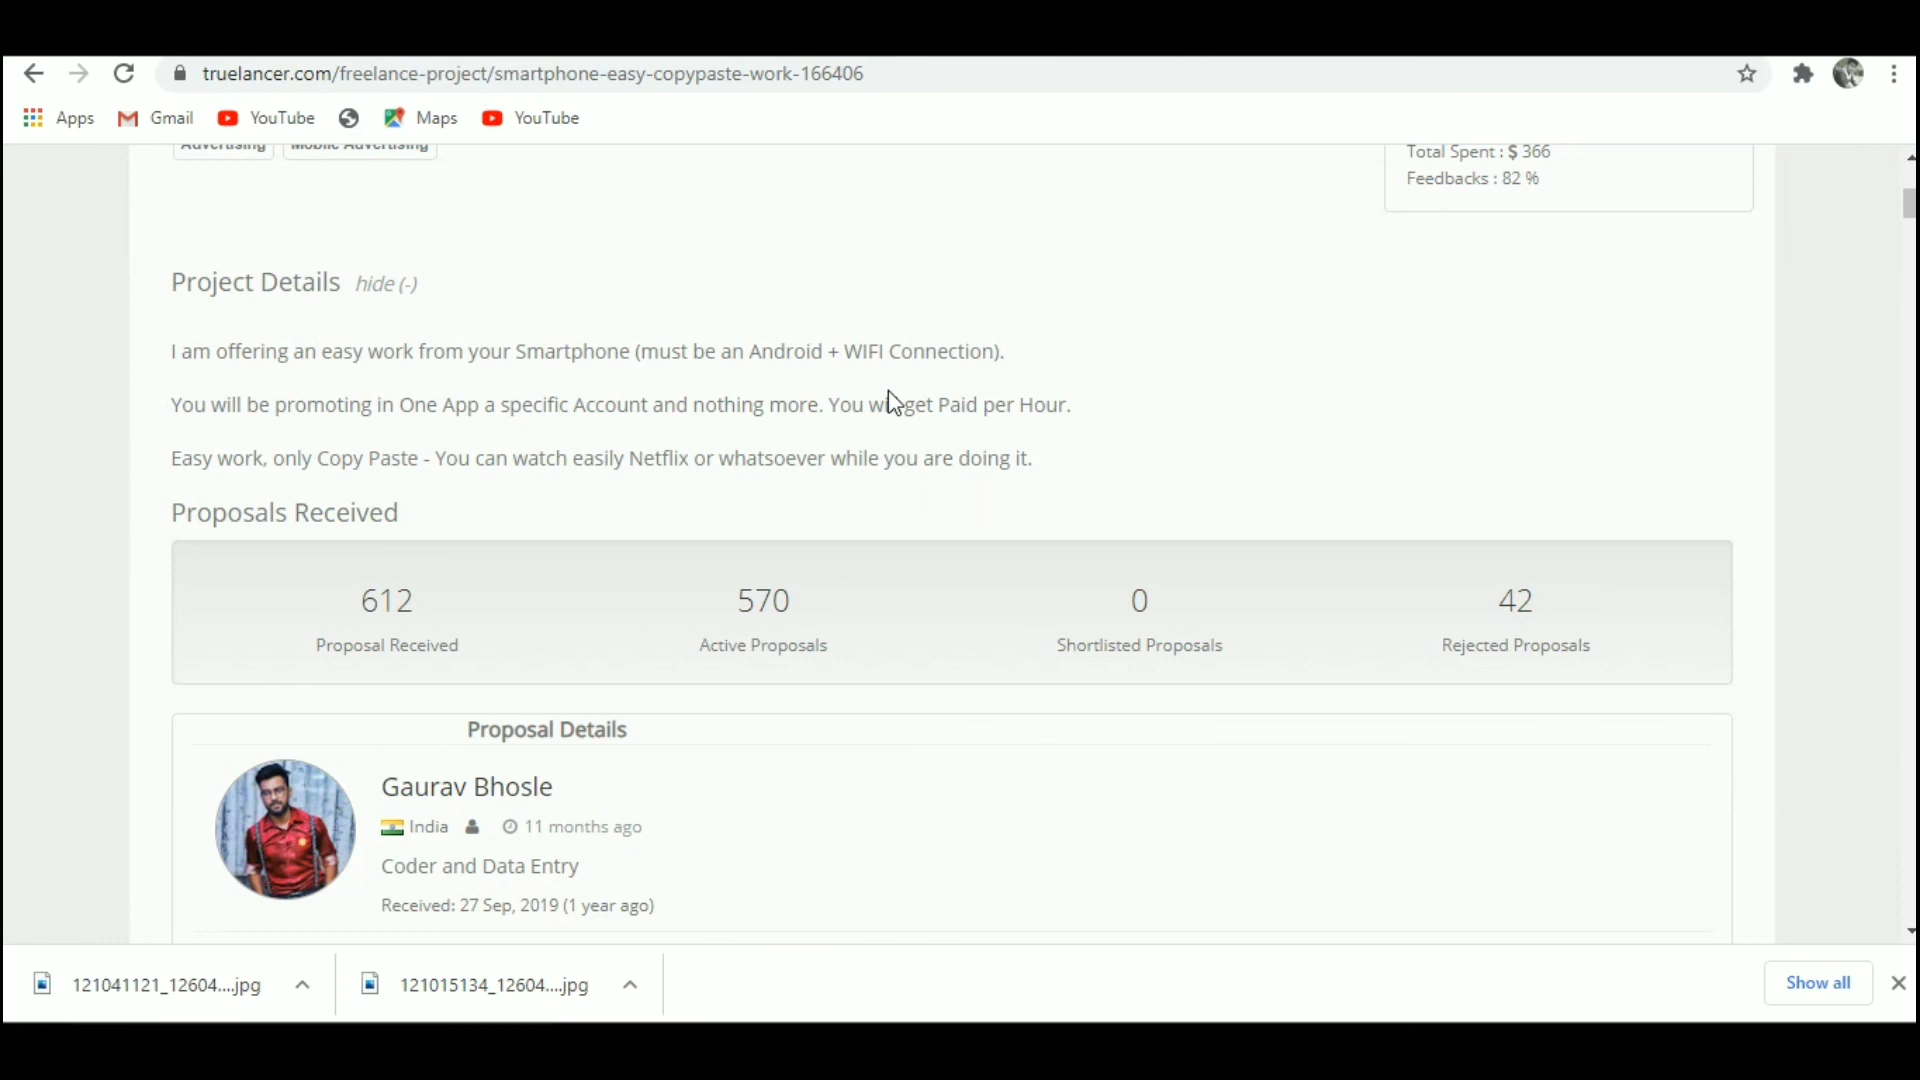 truelancer.com/freelance-project/smartphone-easy-copypaste-work-166406
Apps Gmail YouTube Maps YouTube
Advertising Mobile Advertising
Total Spent : $ 366
Feedbacks : 82 %
Project Details hide (-)
I am offering an easy work from your Smartphone (must be an Android + WIFI Connection).
You will be promoting in One App a specific Account and nothing more. You will get Paid per Hour.
Easy work, only Copy Paste - You can watch easily Netflix or whatsoever while you are doing it.
Proposals Received
612 570 0 42
Proposal Received Active Proposals Shortlisted Proposals Rejected Proposals
Proposal Details
Gaurav Bhosle
India 11 months ago
Coder and Data Entry
Received: 27 Sep, 2019 (1 year ago)
121041121_12604....jpg 121015134_12604....jpg Show all